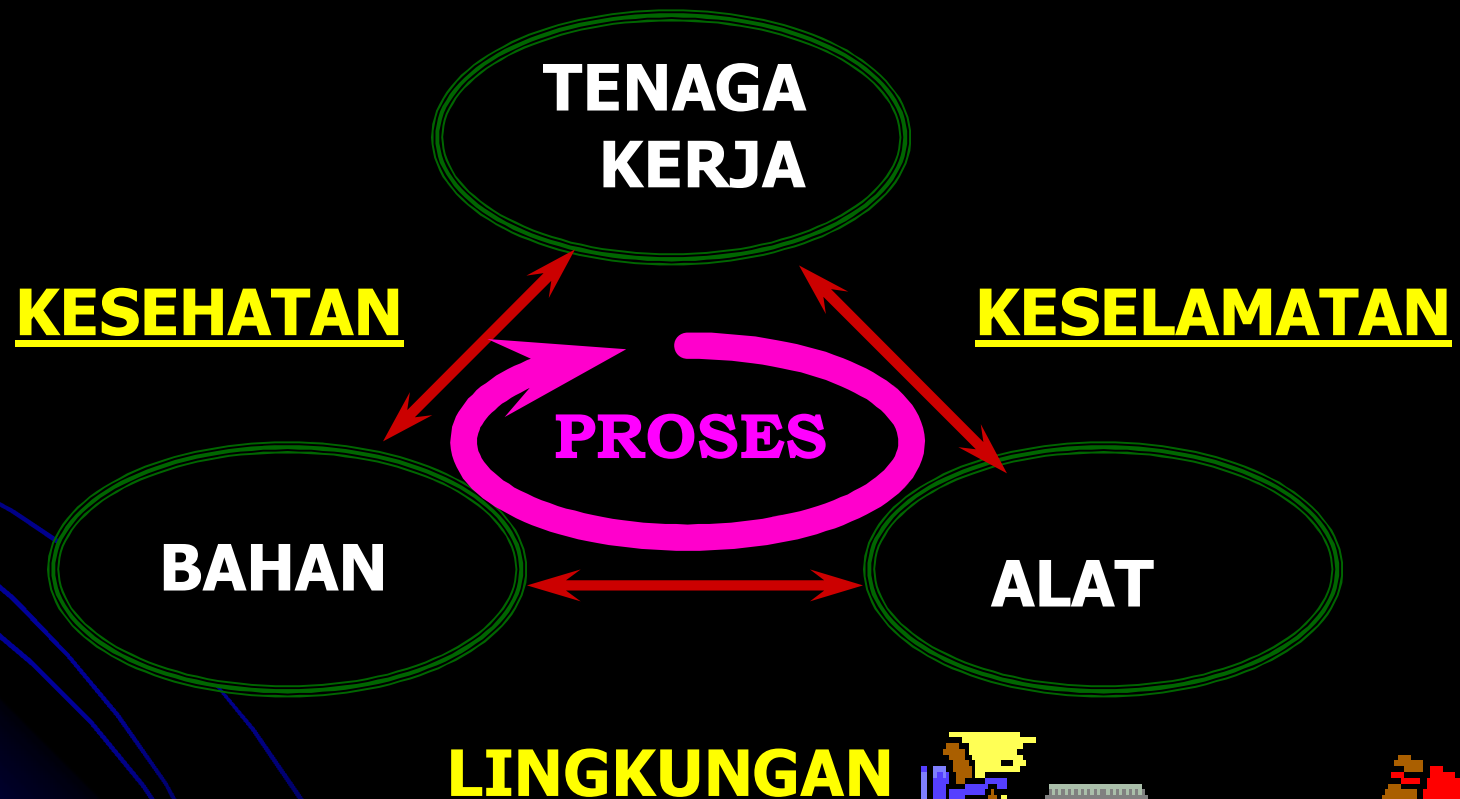 TENAGA
KERJA
KESEHATAN
KESELAMATAN
PROSES
BAHAN
ALAT
LINGKUNGAN